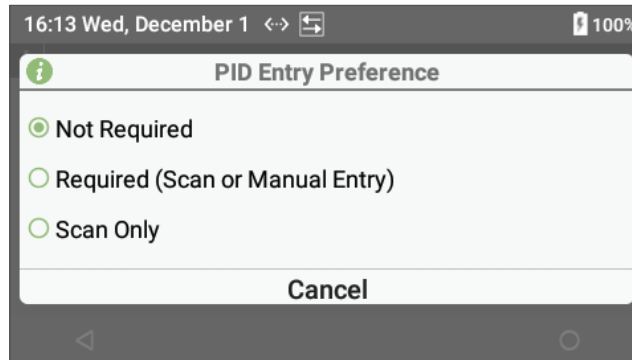 16:13 Wed, December 1 100%
PID Entry Preference
Not Required
Required (Scan or Manual Entry)
Scan Only
Cancel